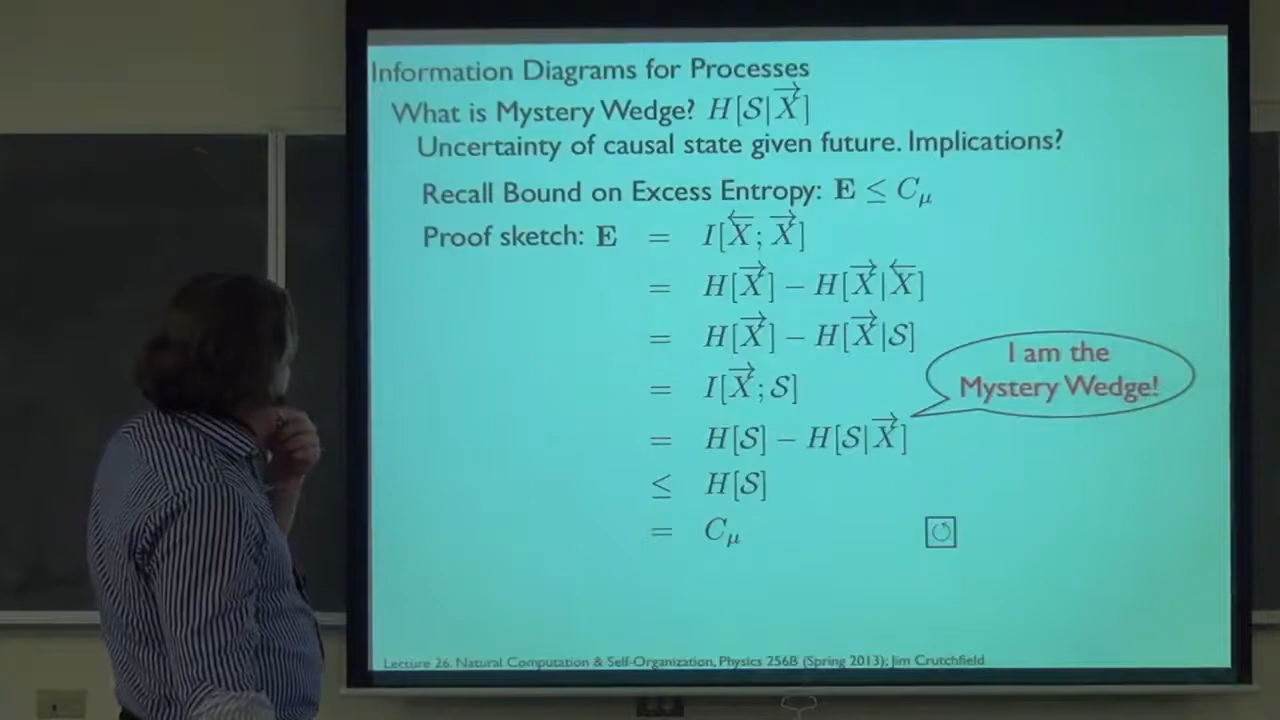 Information Diagrams for Processes
What is Mystery Wedge? H[𝒮|X⃗]
Uncertainty of causal state given future. Implications?
Recall Bound on Excess Entropy: E ≤ C_μ
Proof sketch: E = I[X⃖; X⃗]
= H[X⃗] − H[X⃗|X⃖]
= H[X⃗] − H[X⃗|𝒮]
= I[X⃗; 𝒮]
= H[𝒮] − H[𝒮|X⃗]
≤ H[𝒮]
= C_μ
I am the
Mystery Wedge!
Lecture 26. Natural Computation & Self-Organization, Physics 256B (Spring 2013); Jim Crutchfield